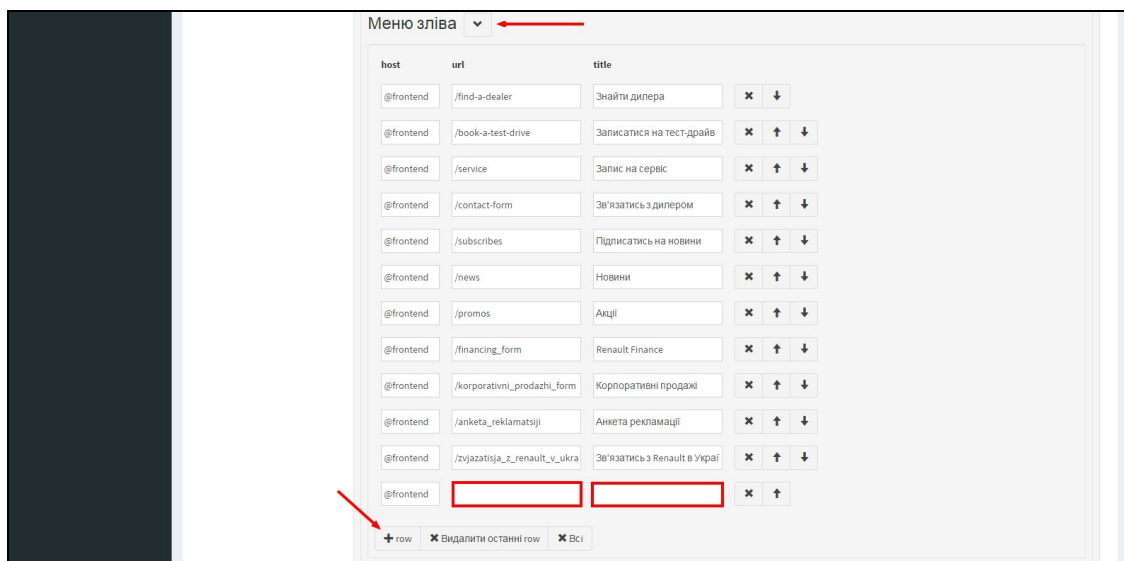 Меню зліва
host url title
@frontend /find-a-dealer Знайти дилера
@frontend /book-a-test-drive Записатися на тест-драйв
@frontend /service Запис на сервіс
@frontend /contact-form Зв'язатись з дилером
@frontend /subscribes Підписатись на новини
@frontend /news Новини
@frontend /promos Акції
@frontend /financing_form Renault Finance
@frontend /korporativni_prodazhi_form Корпоративні продажі
@frontend /anketa_reklamatsiji Анкета рекламації
@frontend /zvjazatisja_z_renault_v_ukra Зв'язатись з Renault в Украї
@frontend
row Видалити останні row Всі